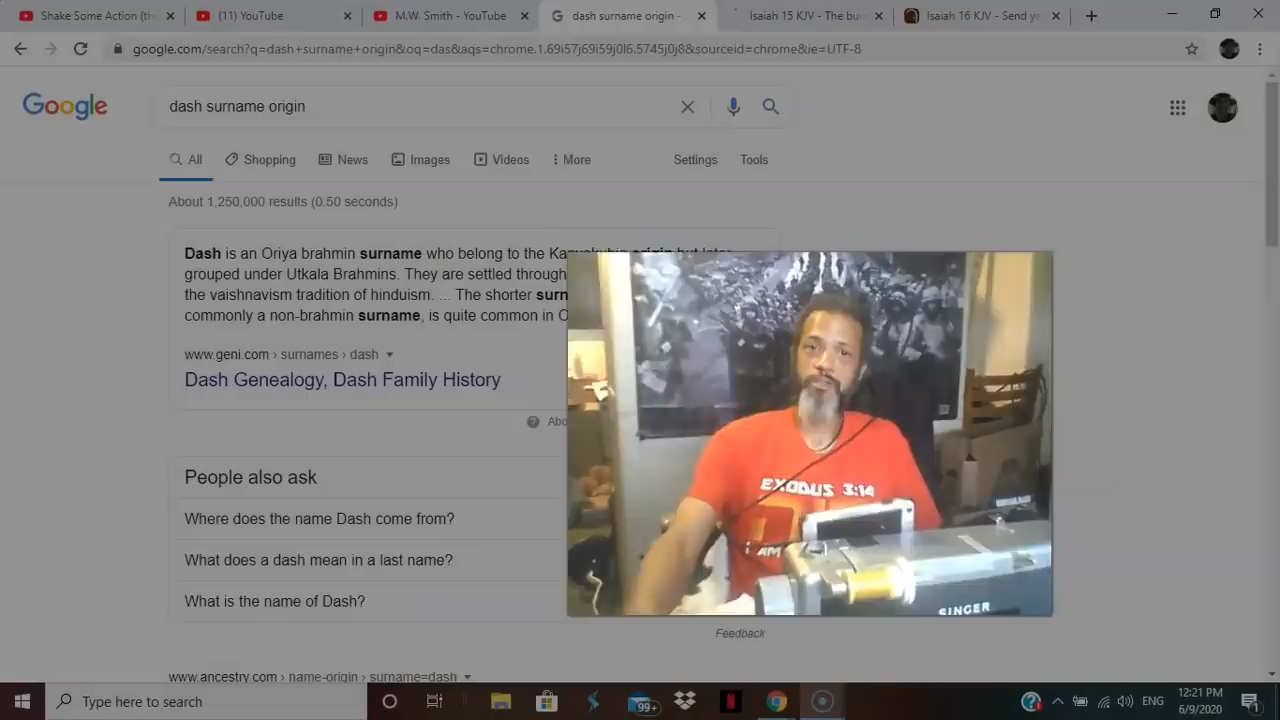 Shake Some Action (th
(11) YouTube
M.W. Smith - YouTube
dash surname origin -
Isaiah 15 KJV - The bu
Isaiah 16 KJV - Send ye
google.com/search?q=dash+surname+origin&oq=das&aqs=chrome.1.69i57j69i59j0l6.5745j0j8&sourceid=chrome&ie=UTF-8
Google
dash surname origin
All
Shopping
News
Images
Videos
More
Settings
Tools
About 1,250,000 results (0.50 seconds)
Dash is an Oriya brahmin surname who belong to the
grouped under Utkala Brahmins. They are settled through
the vaishnavism tradition of hinduism. ... The shorter surn
commonly a non-brahmin surname, is quite common in O
www.geni.com › surnames › dash
Dash Genealogy, Dash Family History
Abo
People also ask
Where does the name Dash come from?
What does a dash mean in a last name?
What is the name of Dash?
Feedback
www.ancestry.com › name-origin › surname=dash
EXODUS 3:14
I AM
SINGER
Type here to search
99+
ENG
12:21 PM
6/9/2020
1